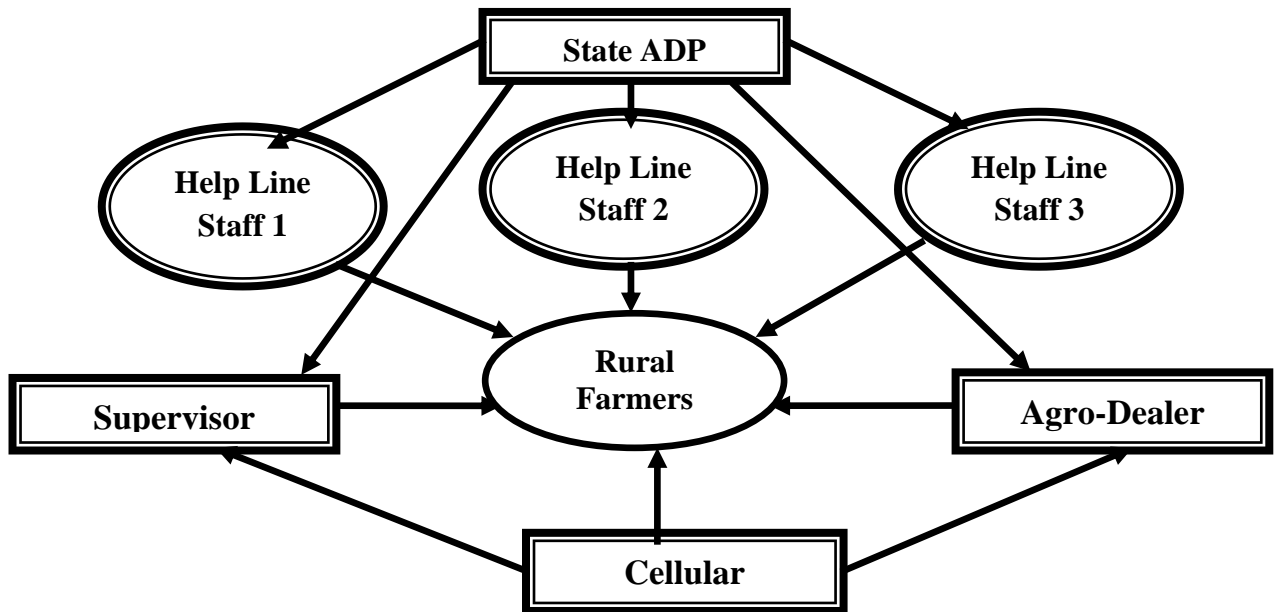 State ADP
Help Line
Staff 1
Help Line
Staff 2
Help Line
Staff 3
Rural
Farmers
Supervisor
Agro-Dealer
Cellular